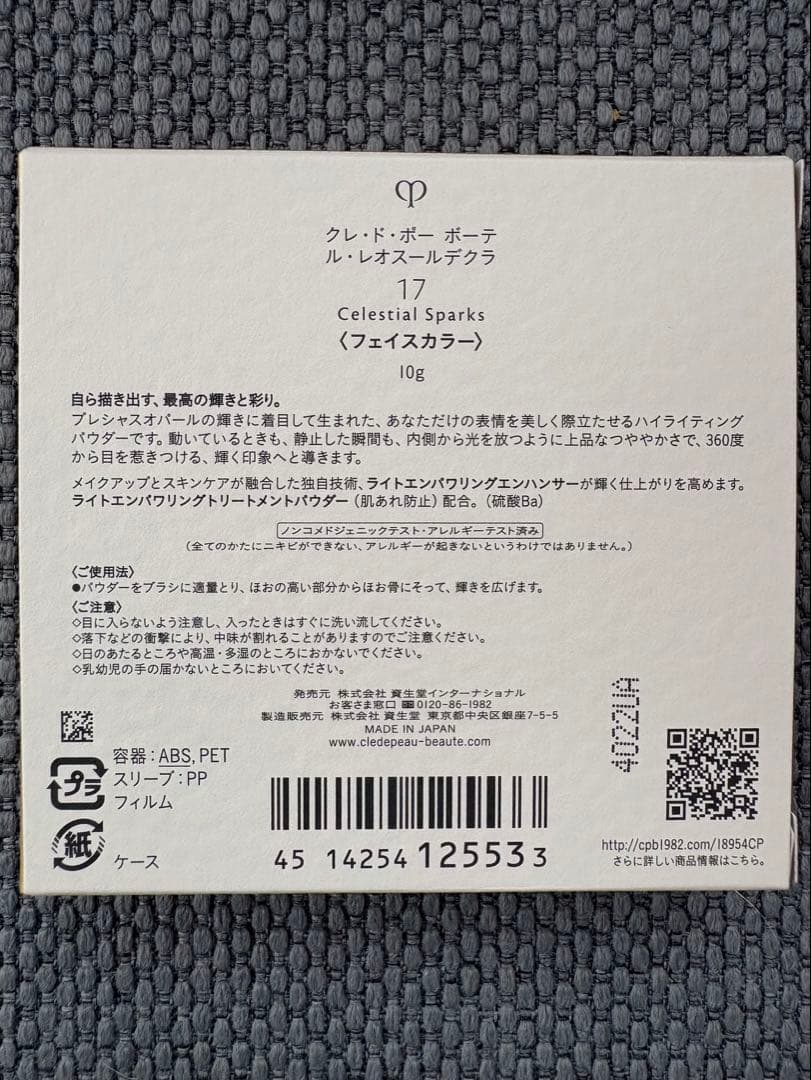 クレ・ド・ポー ボーテ
ル・レオスールデクラ
17
Celestial Sparks
〈フェイスカラー〉
10g
自ら描き出す、最高の輝きと彩り。
プレシャスオパールの輝きに着目して生まれた、あなただけの表情を美しく際立たせるハイライティング
パウダーです。動いているときも、静止した瞬間も、内側から光を放つように上品なつややかさで、360度
から目を惹きつける、輝く印象へと導きます。
メイクアップとスキンケアが融合した独自技術、ライトエンパワリングエンハンサーが輝く仕上がりを高めます。
ライトエンパワリングトリートメントパウダー（肌あれ防止）配合。（硫酸Ba）
ノンコメドジェニックテスト・アレルギーテスト済み
（全てのかたにニキビができない、アレルギーが起きないというわけではありません。）
〈ご使用法〉
●パウダーをブラシに適量とり、ほおの高い部分からほお骨にそって、輝きを広げます。
〈ご注意〉
◇目に入らないよう注意し、入ったときはすぐに洗い流してください。
◇落下などの衝撃により、中味が割れることがありますのでご注意ください。
◇日のあたるところや高温・多湿のところにおかないでください。
◇乳幼児の手の届かないところにおいてください。
発売元 株式会社 資生堂インターナショナル
お客さま窓口 0120-86-1982
製造販売元 株式会社 資生堂 東京都中央区銀座7-5-5
MADE IN JAPAN
www.cledepeau-beaute.com
4022UA
容器：ABS, PET
プラ
スリーブ：PP
フィルム
紙
ケース
45 14254 12553 3
http://cpb1982.com/18954CP
さらに詳しい商品情報はこちら。